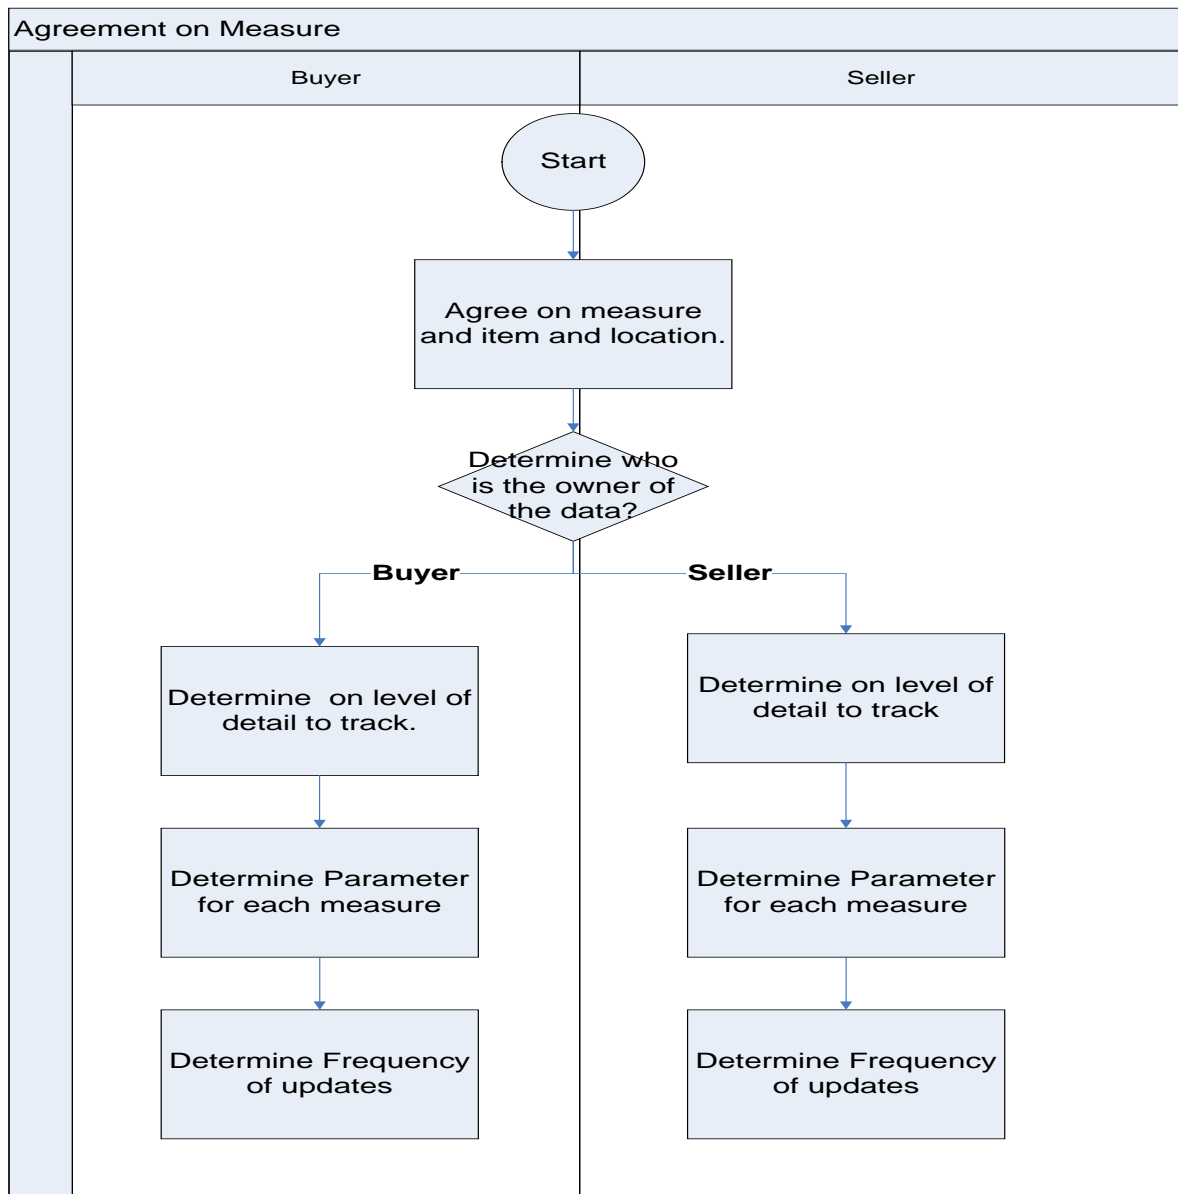 Agreement on Measure
Buyer
Seller
Start
Agree on measure
and item and location.
Determine who
is the owner of
the data?
Buyer
Seller
Determine  on level of
detail to track.
Determine on level of
detail to track
Determine Parameter
for each measure
Determine Parameter
for each measure
Determine Frequency
of updates
Determine Frequency
of updates